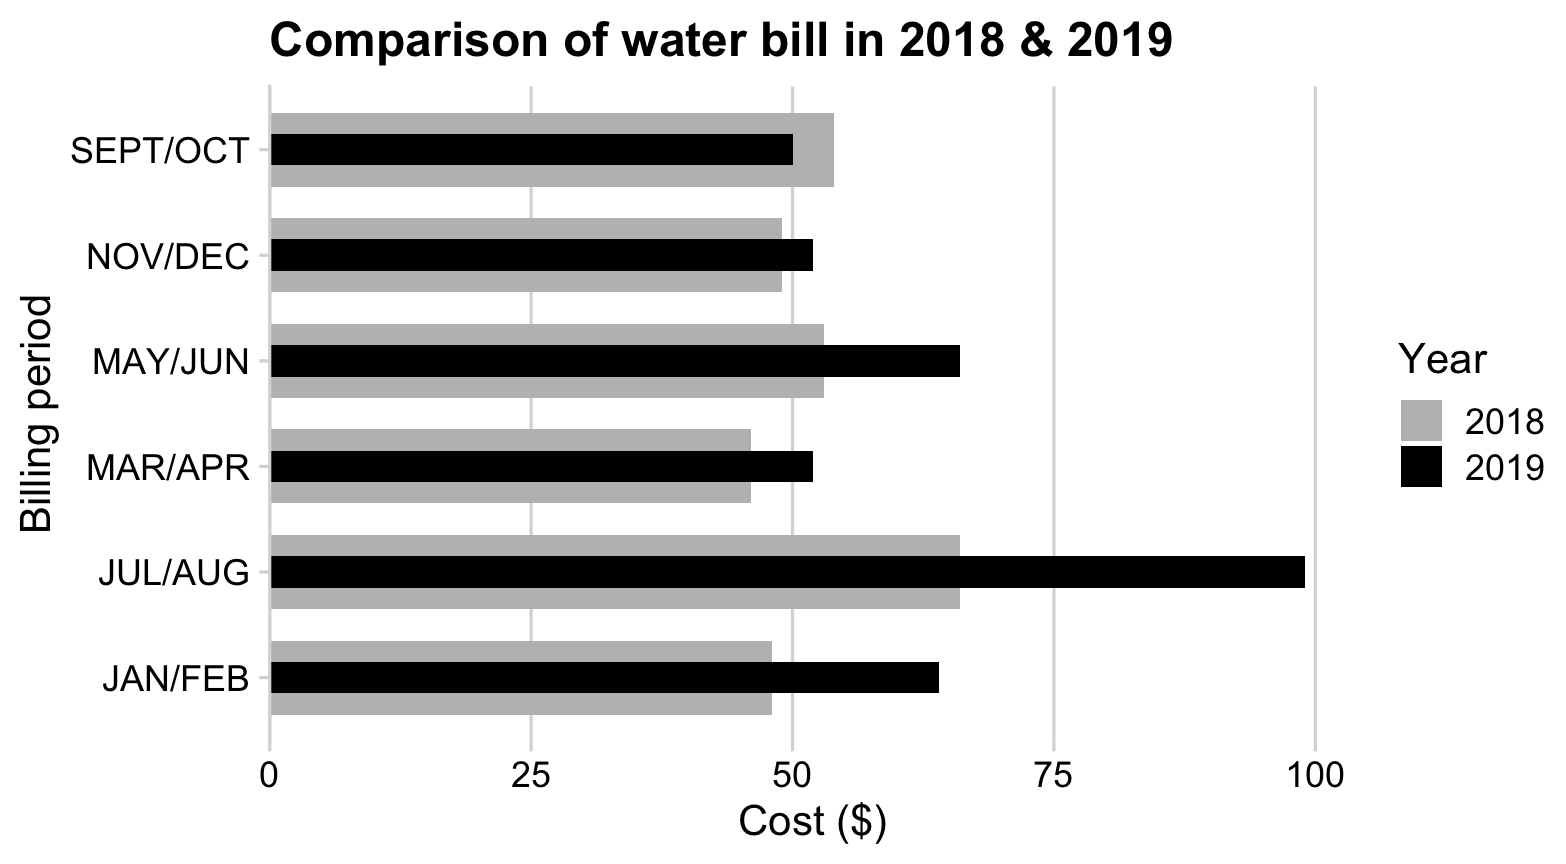 Comparison of water bill in 2018 & 2019
Billing period
SEPT/OCT
NOV/DEC
MAY/JUN
MAR/APR
JUL/AUG
JAN/FEB
0 25 50 75 100
Cost ($)
Year
2018
2019